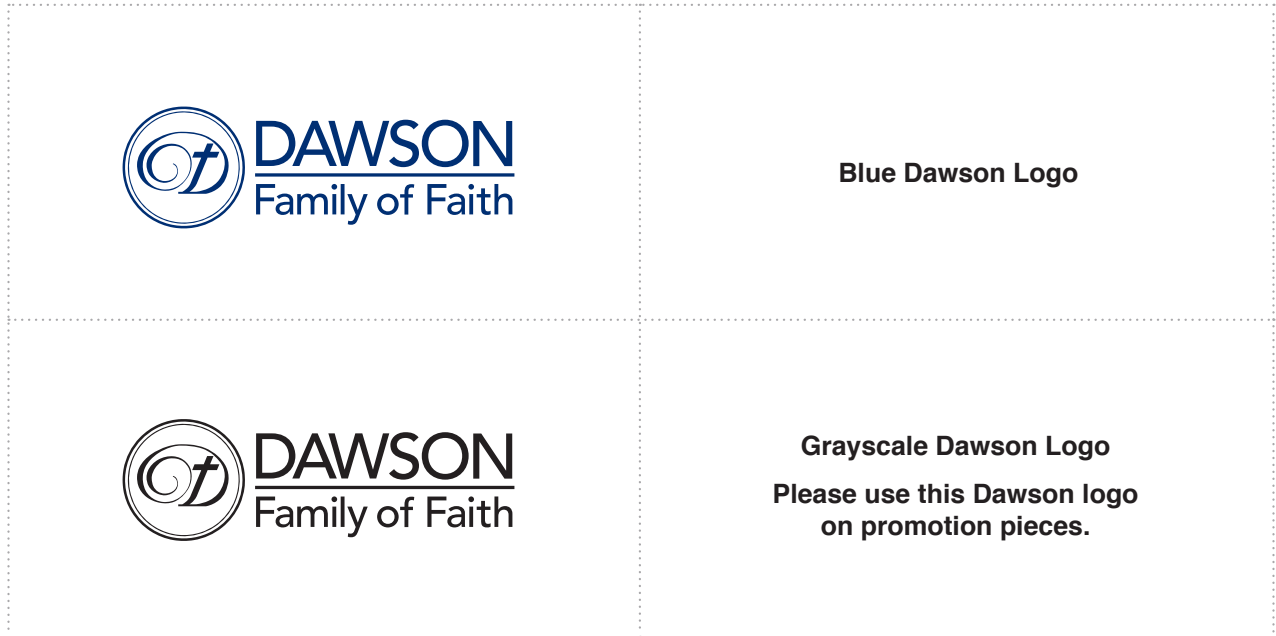 DAWSON
Family of Faith
Blue Dawson Logo
DAWSON
Family of Faith
Grayscale Dawson Logo
Please use this Dawson logo
on promotion pieces.